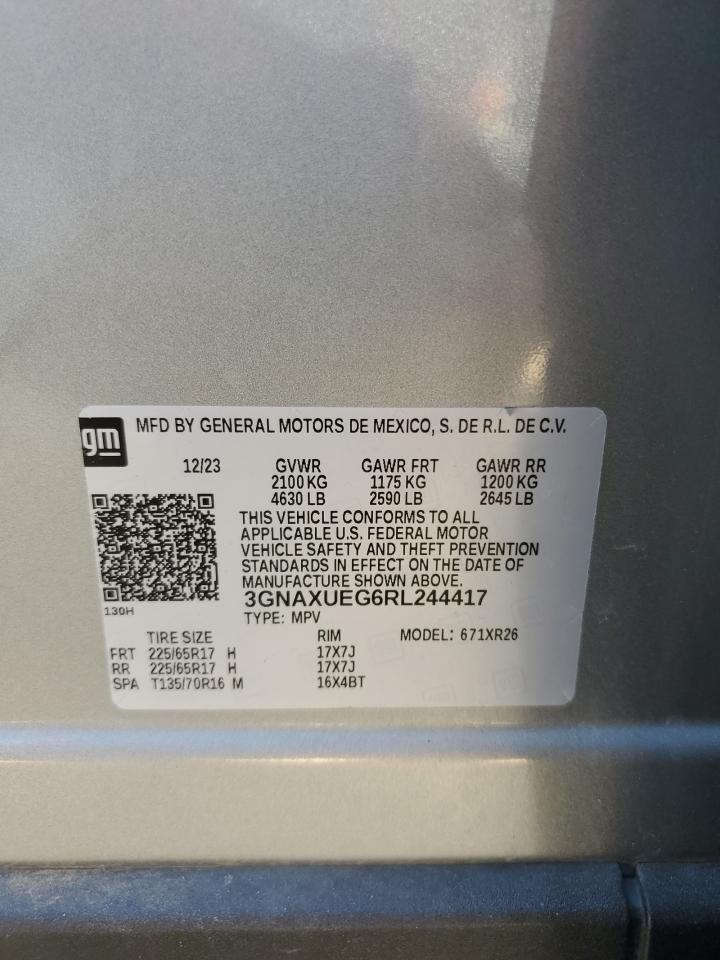 gm
MFD BY GENERAL MOTORS DE MEXICO, S. DE R.L. DE C.V.
12/23 GVWR GAWR FRT GAWR RR
2100 KG 1175 KG 1200 KG
4630 LB 2590 LB 2645 LB
THIS VEHICLE CONFORMS TO ALL
APPLICABLE U.S. FEDERAL MOTOR
VEHICLE SAFETY AND THEFT PREVENTION
STANDARDS IN EFFECT ON THE DATE OF
MANUFACTURE SHOWN ABOVE.
130H
3GNAXUEG6RL244417
TYPE: MPV
TIRE SIZE RIM MODEL: 671XR26
FRT 225/65R17 H 17X7J
RR 225/65R17 H 17X7J
SPA T135/70R16 M 16X4BT